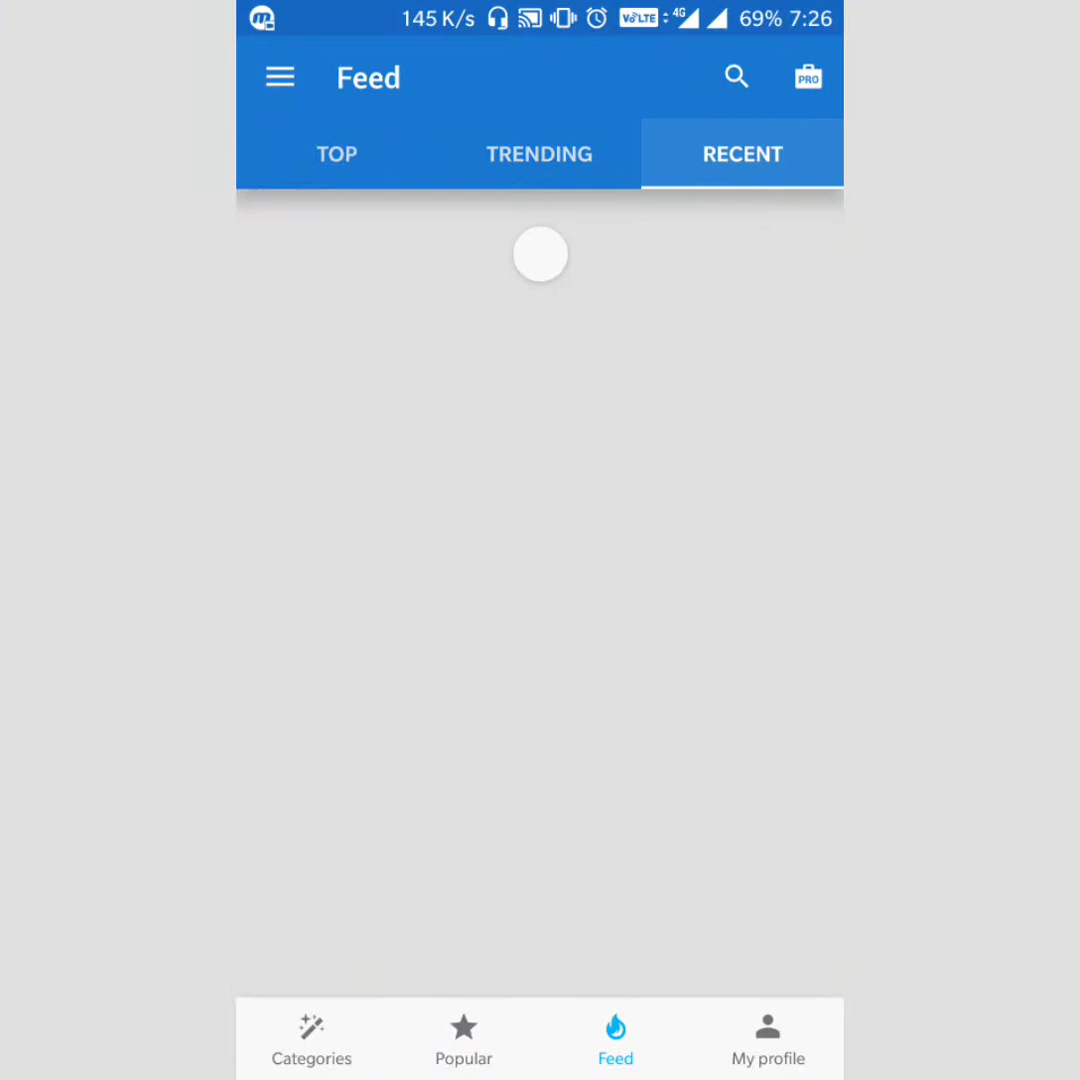 145 K/s VoLTE 4G 69% 7:26
Feed PRO
TOP TRENDING RECENT
Categories Popular Feed My profile